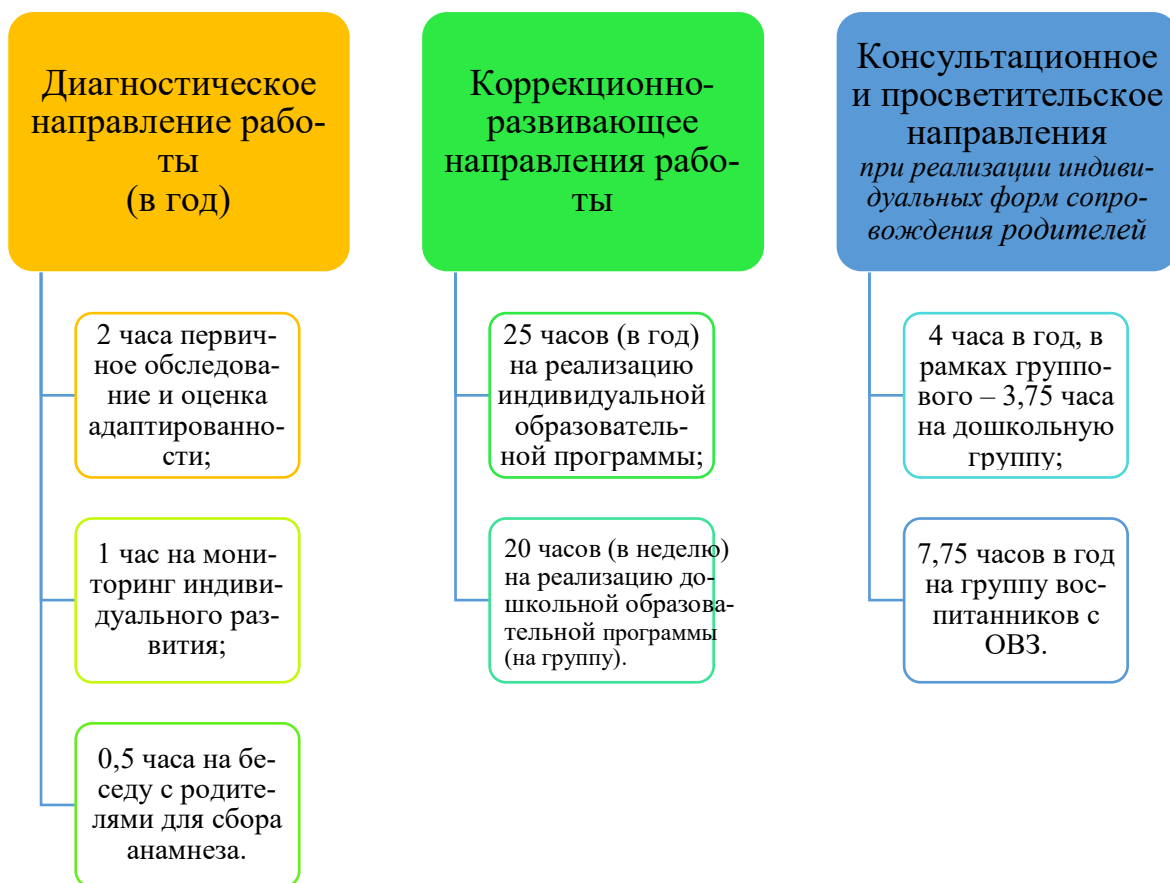 Диагностическое
направление рабо-
ты
(в год)
2 часа первич-
ное обследова-
ние и оценка
адаптированно-
сти;
1 час на мони-
торинг индиви-
дуального раз-
вития;
0,5 часа на бе-
седу с родите-
лями для сбора
анамнеза.
Коррекционно-
развивающее
направления рабо-
ты
25 часов (в год)
на реализацию
индивидуальной
образователь-
ной программы;
20 часов (в неделю)
на реализацию до-
школьной образова-
тельной программы
(на группу).
Консультационное
и просветительское
направления
при реализации индиви-
дуальных форм сопро-
вождения родителей
4 часа в год, в
рамках группо-
вого – 3,75 часа
на дошкольную
группу;
7,75 часов в год
на группу вос-
питанников с
ОВЗ.